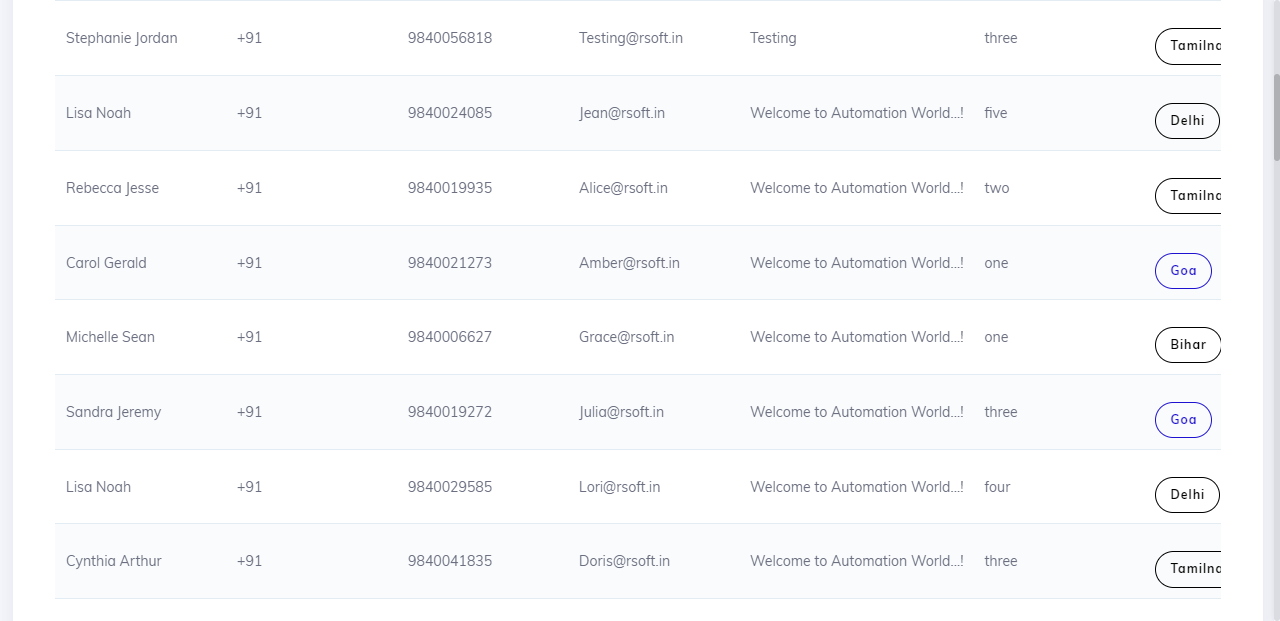 Stephanie Jordan +91 9840056818 Testing@rsoft.in Testing three Tamilna
Lisa Noah +91 9840024085 Jean@rsoft.in Welcome to Automation World...! five Delhi
Rebecca Jesse +91 9840019935 Alice@rsoft.in Welcome to Automation World...! two Tamilna
Carol Gerald +91 9840021273 Amber@rsoft.in Welcome to Automation World...! one Goa
Michelle Sean +91 9840006627 Grace@rsoft.in Welcome to Automation World...! one Bihar
Sandra Jeremy +91 9840019272 Julia@rsoft.in Welcome to Automation World...! three Goa
Lisa Noah +91 9840029585 Lori@rsoft.in Welcome to Automation World...! four Delhi
Cynthia Arthur +91 9840041835 Doris@rsoft.in Welcome to Automation World...! three Tamilna